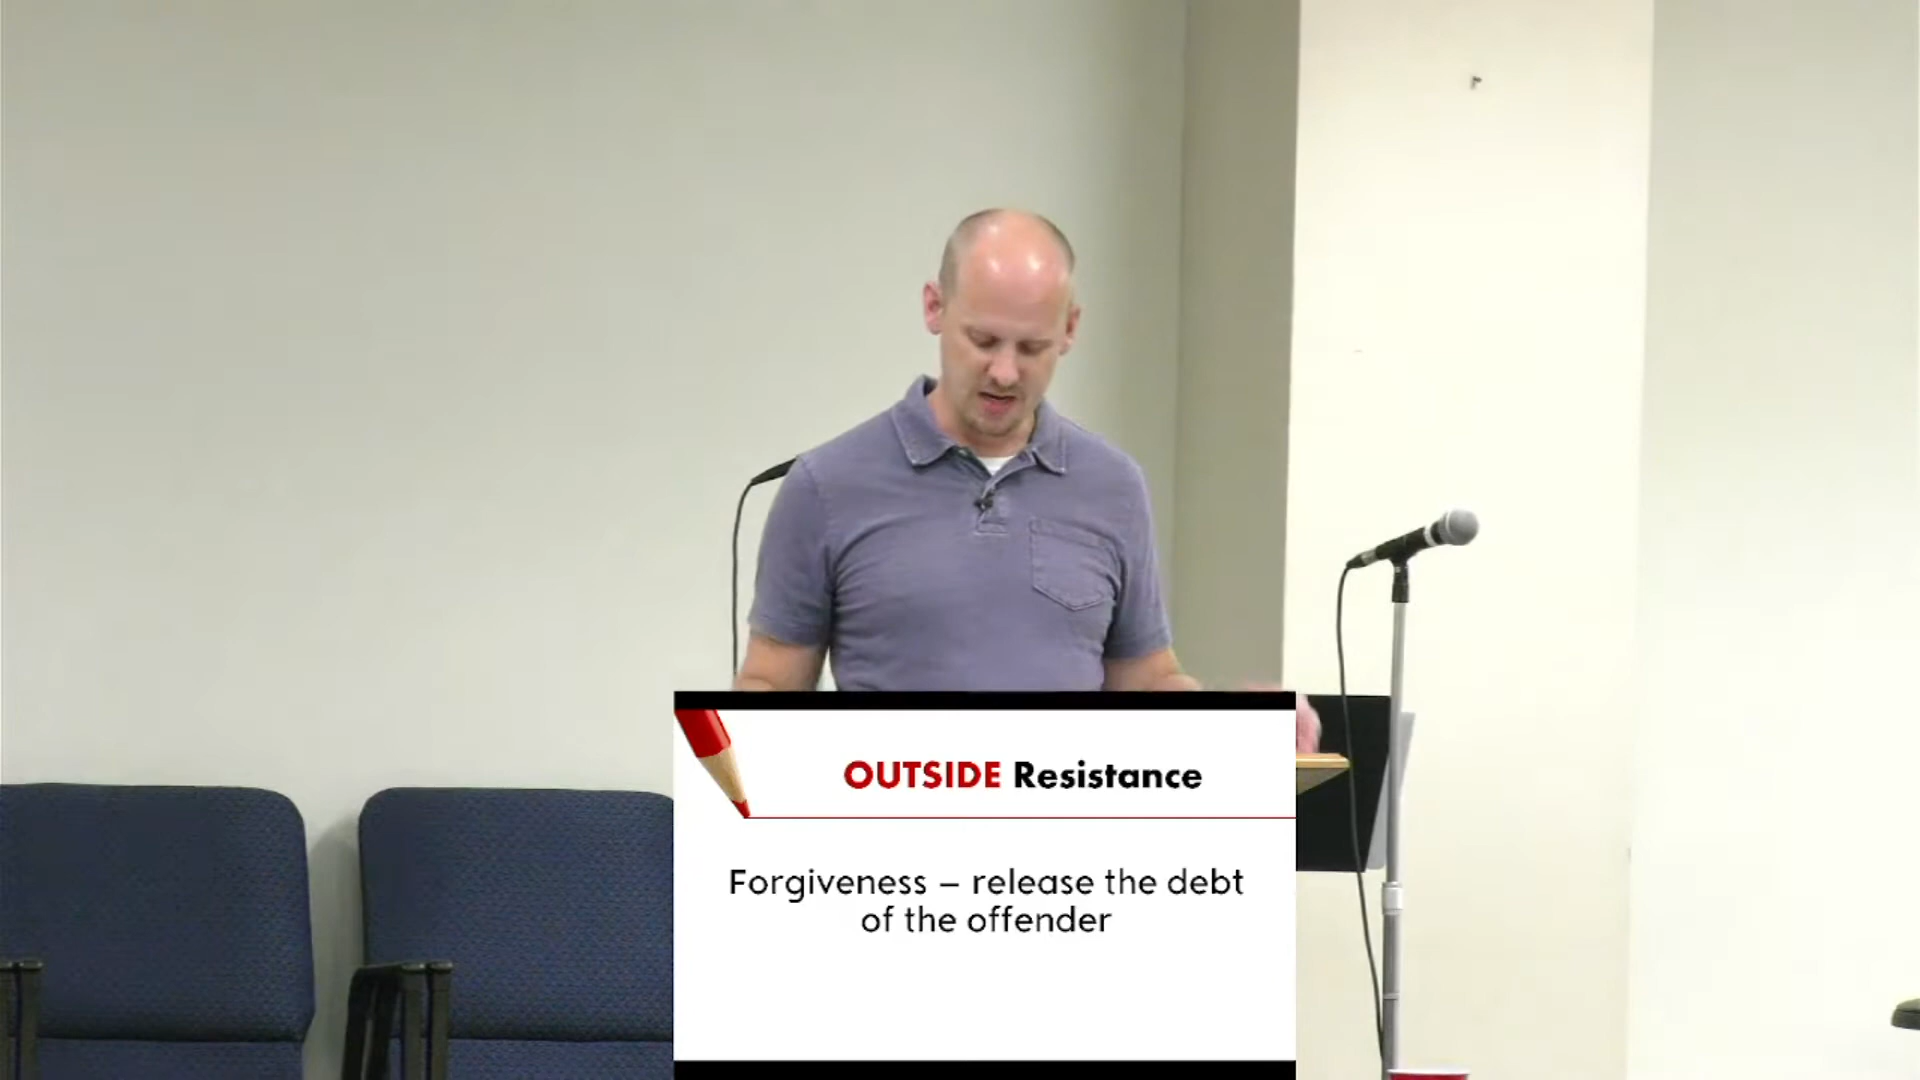 OUTSIDE Resistance
Forgiveness – release the debt
of the offender